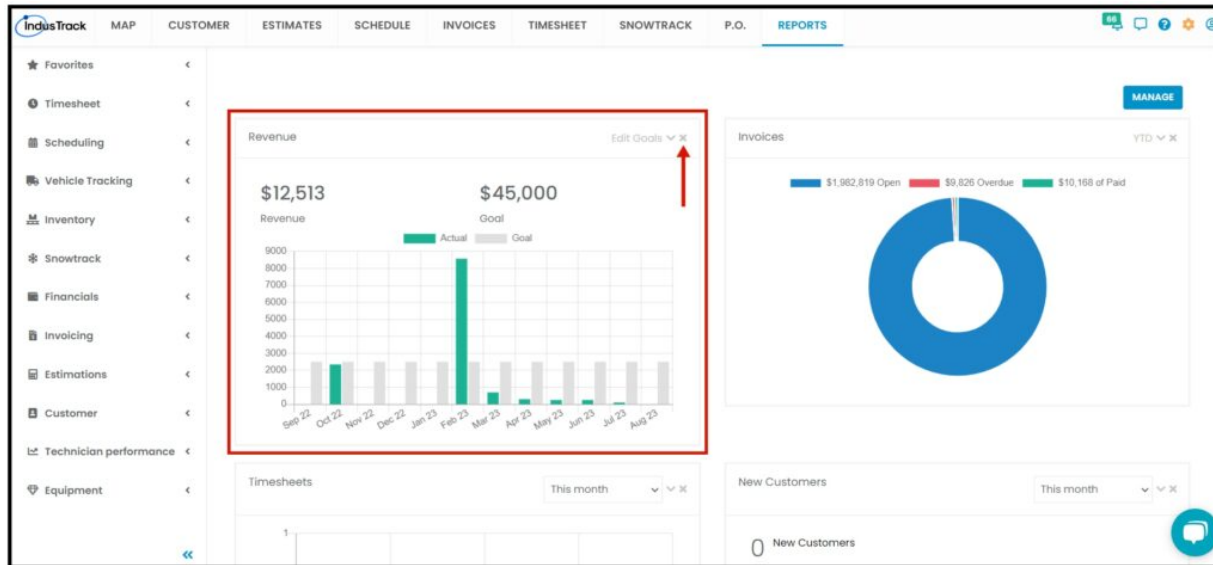 IndusTrack MAP CUSTOMER ESTIMATES SCHEDULE INVOICES TIMESHEET SNOWTRACK P.O. REPORTS 66
Favorites
Timesheet
Scheduling
Vehicle Tracking
Inventory
Snowtrack
Financials
Invoicing
Estimations
Customer
Technician performance
Equipment
MANAGE
Revenue Edit Goals
$12,513 $45,000
Revenue Goal
Actual Goal
9000
8000
7000
6000
5000
4000
3000
2000
1000
0
Sep 22 Oct 22 Nov 22 Dec 22 Jan 23 Feb 23 Mar 23 Apr 23 May 23 Jun 23 Jul 23 Aug 23
Invoices YTD
$1,982,819 Open $9,826 Overdue $10,168 of Paid
Timesheets This month
1
New Customers This month
0 New Customers